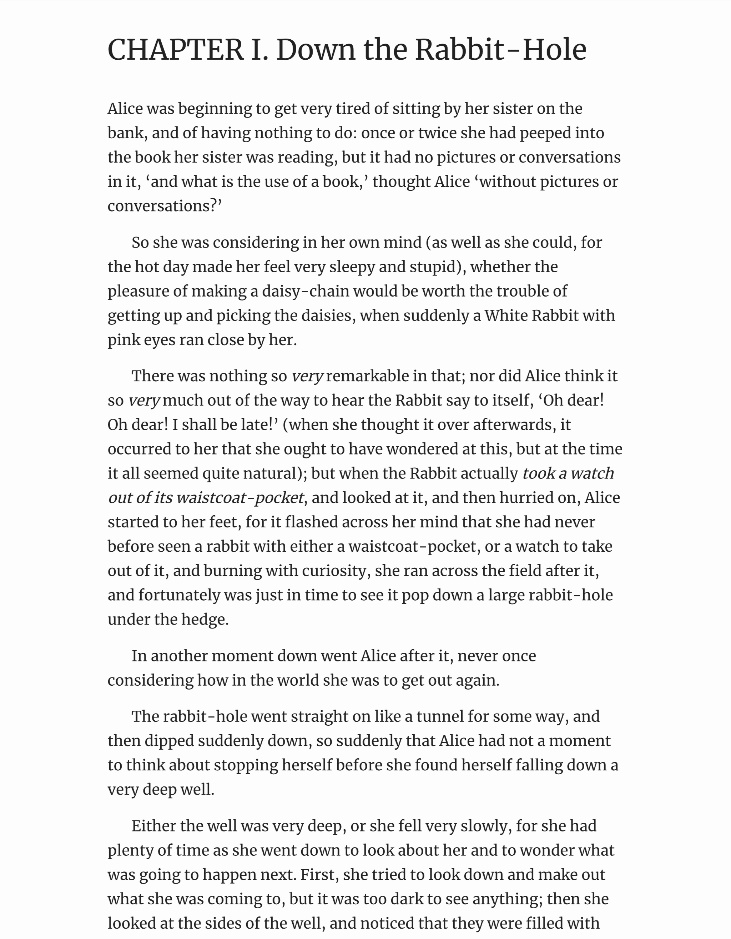 CHAPTER I. Down the Rabbit-Hole
Alice was beginning to get very tired of sitting by her sister on the
bank, and of having nothing to do: once or twice she had peeped into
the book her sister was reading, but it had no pictures or conversations
in it, ‘and what is the use of a book,’ thought Alice ‘without pictures or
conversations?’
So she was considering in her own mind (as well as she could, for
the hot day made her feel very sleepy and stupid), whether the
pleasure of making a daisy-chain would be worth the trouble of
getting up and picking the daisies, when suddenly a White Rabbit with
pink eyes ran close by her.
There was nothing so very remarkable in that; nor did Alice think it
so very much out of the way to hear the Rabbit say to itself, ‘Oh dear!
Oh dear! I shall be late!’ (when she thought it over afterwards, it
occurred to her that she ought to have wondered at this, but at the time
it all seemed quite natural); but when the Rabbit actually took a watch
out of its waistcoat-pocket, and looked at it, and then hurried on, Alice
started to her feet, for it flashed across her mind that she had never
before seen a rabbit with either a waistcoat-pocket, or a watch to take
out of it, and burning with curiosity, she ran across the field after it,
and fortunately was just in time to see it pop down a large rabbit-hole
under the hedge.
In another moment down went Alice after it, never once
considering how in the world she was to get out again.
The rabbit-hole went straight on like a tunnel for some way, and
then dipped suddenly down, so suddenly that Alice had not a moment
to think about stopping herself before she found herself falling down a
very deep well.
Either the well was very deep, or she fell very slowly, for she had
plenty of time as she went down to look about her and to wonder what
was going to happen next. First, she tried to look down and make out
what she was coming to, but it was too dark to see anything; then she
looked at the sides of the well, and noticed that they were filled with